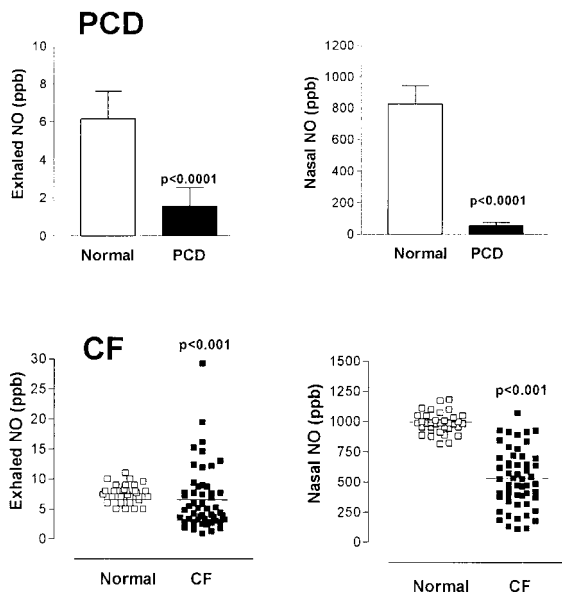 PCD
Exhaled NO (ppb)
10
8
6
4
2
0
p<0.0001
Normal PCD
Nasal NO (ppb)
1200
1000
800
600
400
200
0
p<0.0001
Normal PCD
CF
Exhaled NO (ppb)
30
25
20
15
10
5
0
p<0.001
Normal CF
Nasal NO (ppb)
1500
1250
1000
750
500
250
0
p<0.001
Normal CF